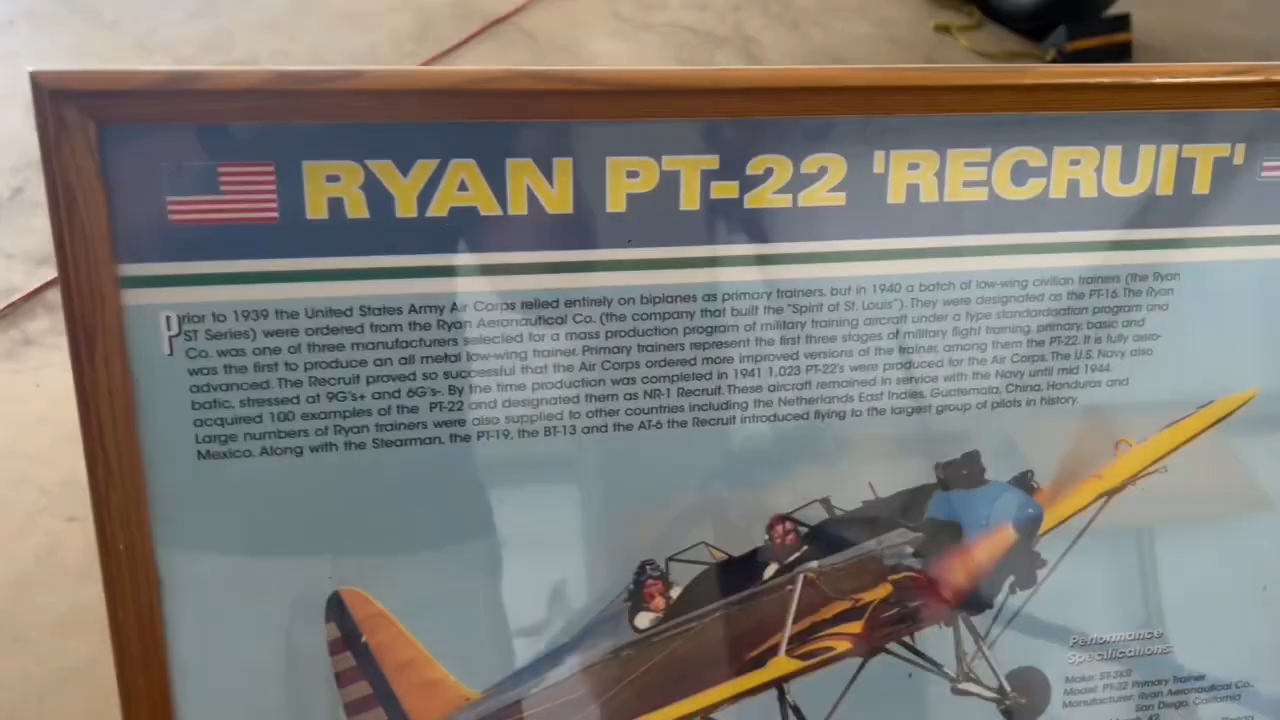 RYAN PT-22 'RECRUIT'
Prior to 1939 the United States Army Air Corps relied entirely on biplanes as primary trainers, but in 1940 a batch of low-wing civilian trainers (the Ryan
ST Series) were ordered from the Ryan Aeronautical Co. (the company that built the "Spirit of St. Louis"). They were designated as the PT-16. The Ryan
Co. was one of three manufacturers selected for a mass production program of military training aircraft under a type standardsation program and
was the first to produce an all metal low-wing trainer. Primary trainers represent the first three stages of military flight training, primary, basic and
advanced. The Recruit proved so successful that the Air Corps ordered more improved versions of the trainer, among them the PT-22. It is fully aero-
batic, stressed at 9G's+ and 6G's-. By the time production was completed in 1941 1,023 PT-22's were produced for the Air Corps. The U.S. Navy also
acquired 100 examples of the PT-22 and designated them as NR-1 Recruit. These aircraft remained in service with the Navy until mid 1944.
Large numbers of Ryan trainers were also supplied to other countries including the Netherlands East Indies, Guatemala, China, Honduras and
Mexico. Along with the Stearman, the PT-19, the BT-13 and the AT-6 the Recruit introduced flying to the largest group of pilots in history.
Performance
Specifications:
Make: ST-3KR
Model: PT-22 Primary Trainer
Manufacturer: Ryan Aeronautical Co.,
San Diego, California